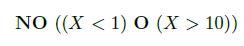 NO ((X < 1) O (X > 10))